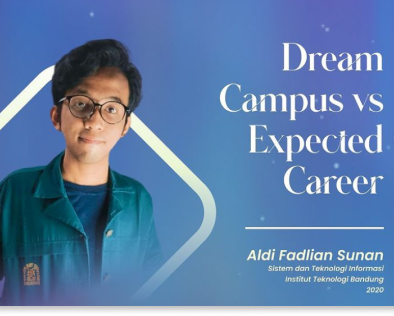 Dream
Campus vs
Expected
Career
Aldi Fadlian Sunan
Sistem dan Teknologi Informasi
Institut Teknologi Bandung
2020